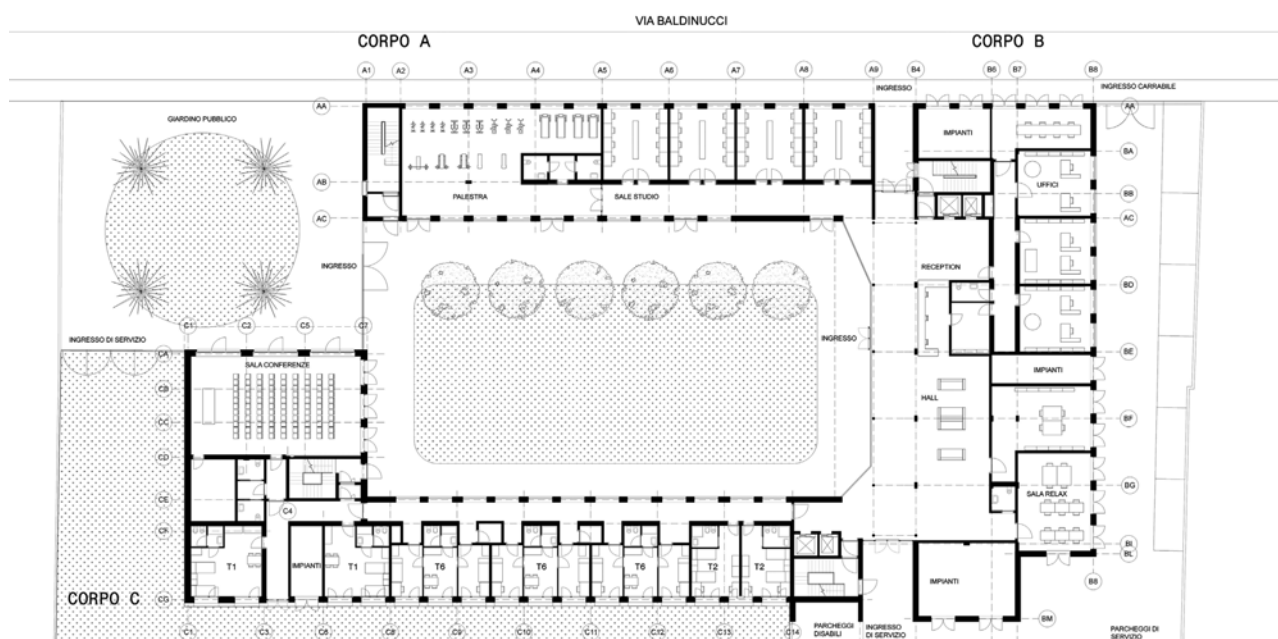 VIA BALDINUCCI
CORPO A
CORPO B
A1
A2
A3
A4
A5
A6
A7
A8
A9
B4
B6
B7
B8
INGRESSO
INGRESSO CARRABILE
AA
AA
GIARDINO PUBBLICO
IMPIANTI
BA
AB
UFFICI
BB
PALESTRA
SALE STUDIO
AC
AC
INGRESSO
RECEPTION
BD
C1
C2
C5
C7
INGRESSO DI SERVIZIO
INGRESSO
CA
BE
SALA CONFERENZE
IMPIANTI
CB
HALL
CC
BF
CD
BG
CE
SALA RELAX
C4
CF
BI
BL
T1
IMPIANTI
T1
T6
T6
T6
T2
T2
IMPIANTI
B8
CORPO C
CG
BM
C1
C3
C6
C8
C9
C10
C11
C12
C13
C14
PARCHEGGI
DISABILI
INGRESSO
DI SERVIZIO
PARCHEGGI DI
SERVIZIO